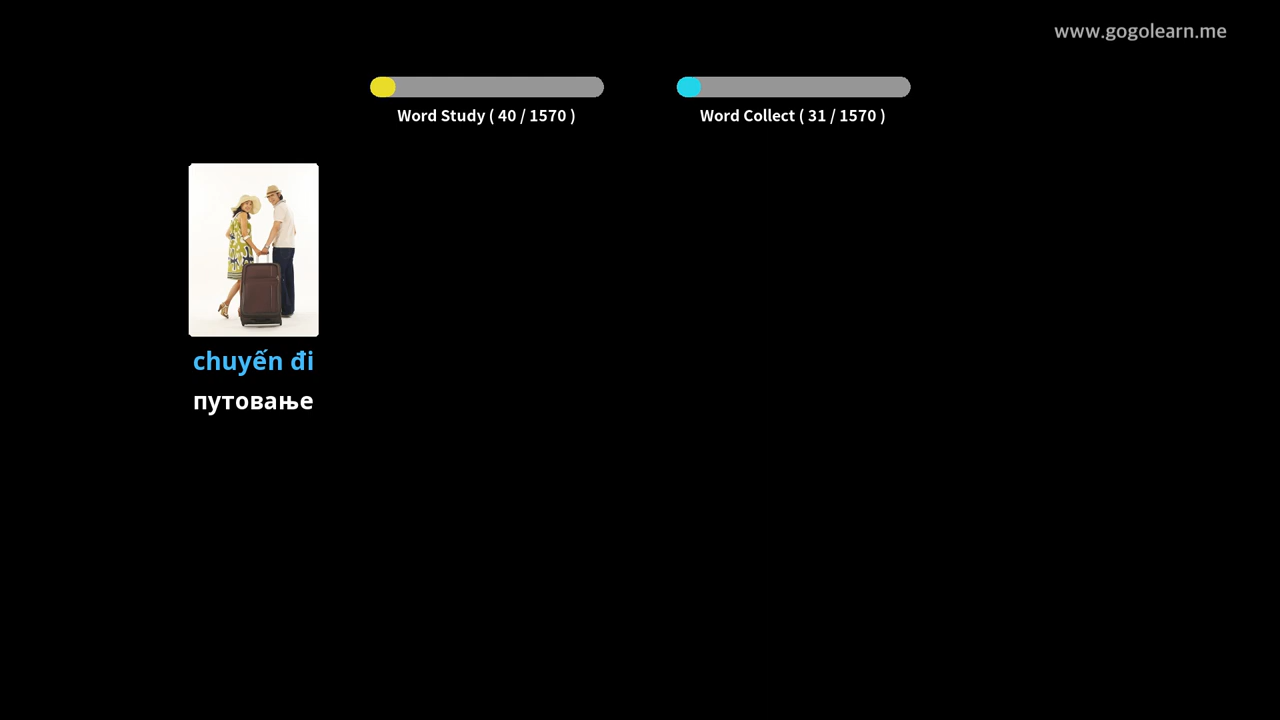 www.gogolearn.me
Word Study ( 40 / 1570 )
Word Collect ( 31 / 1570 )
chuyến đi
путовање